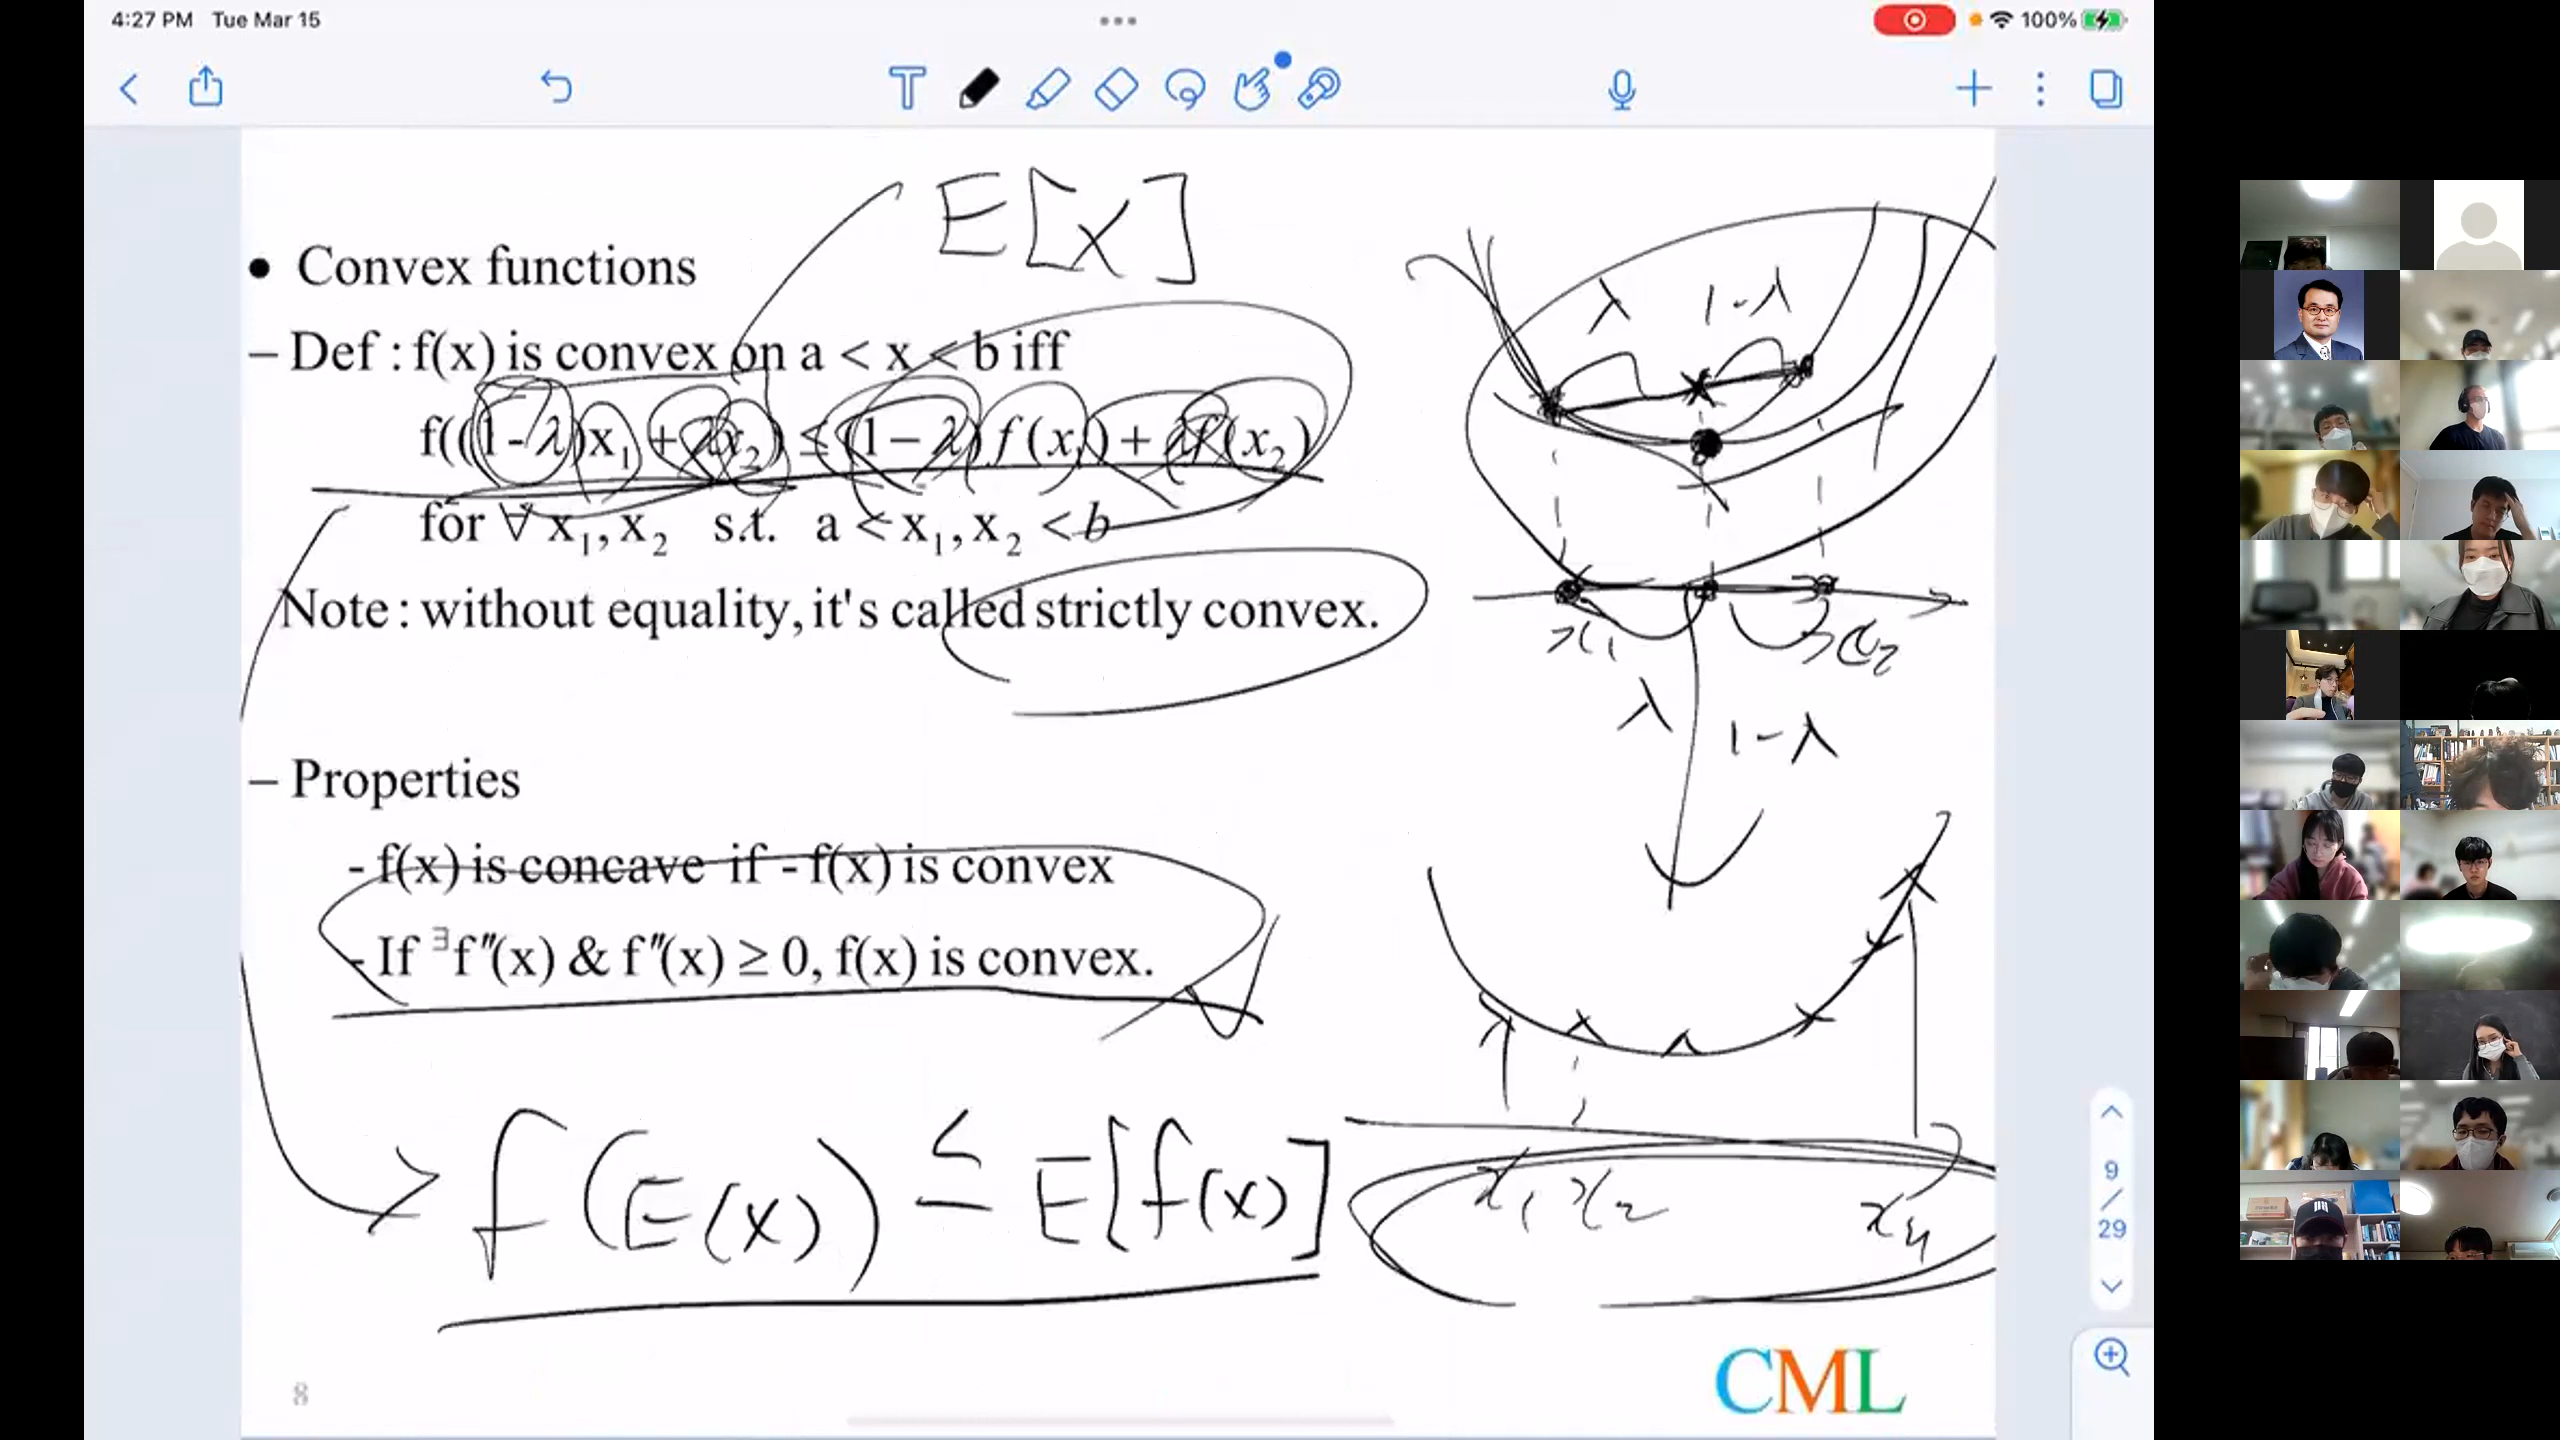 4:27 PM Tue Mar 15
100%
E[X]
• Convex functions
– Def : f(x) is convex on a < x < b iff
f((1-λ)x₁ + λx₂) ≤ (1 − λ) f (x₁) + λf (x₂)
for ∀ x₁, x₂ s.t. a < x₁, x₂ < b
Note : without equality, it's called strictly convex.
λ 1-λ
x₁ x₂
λ 1-λ
– Properties
- f(x) is concave if - f(x) is convex
- If ∃f″(x) & f″(x) ≥ 0, f(x) is convex.
f(E(X)) ≤ E[f(X)]
x₁ x₂ x₄
9
/
29
8
CML